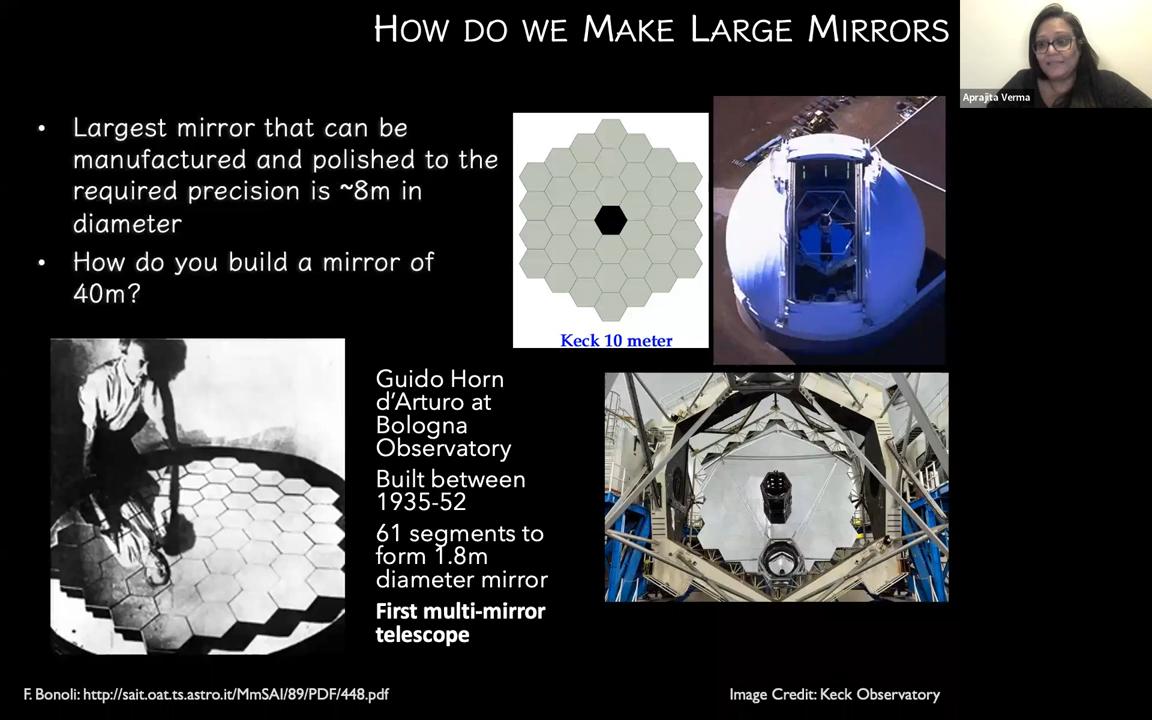 HOW DO WE MAKE LARGE MIRRORS
Aprajita Verma
• Largest mirror that can be
manufactured and polished to the
required precision is ~8m in
diameter
• How do you build a mirror of
40m?
Keck 10 meter
Guido Horn
d’Arturo at
Bologna
Observatory
Built between
1935-52
61 segments to
form 1.8m
diameter mirror
First multi-mirror
telescope
F. Bonoli: http://sait.oat.ts.astro.it/MmSAI/89/PDF/448.pdf
Image Credit: Keck Observatory